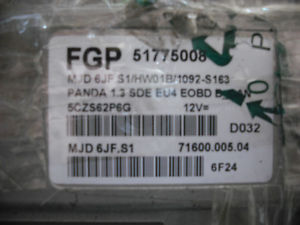 FGP 51775008
MJD 6JF.S1/HW01B/1092-S163
PANDA 1.3 SDE EU4 EOBD
5CZS62P6G 12V=
D032
MJD 6JF.S1 71600.005.04
6F24